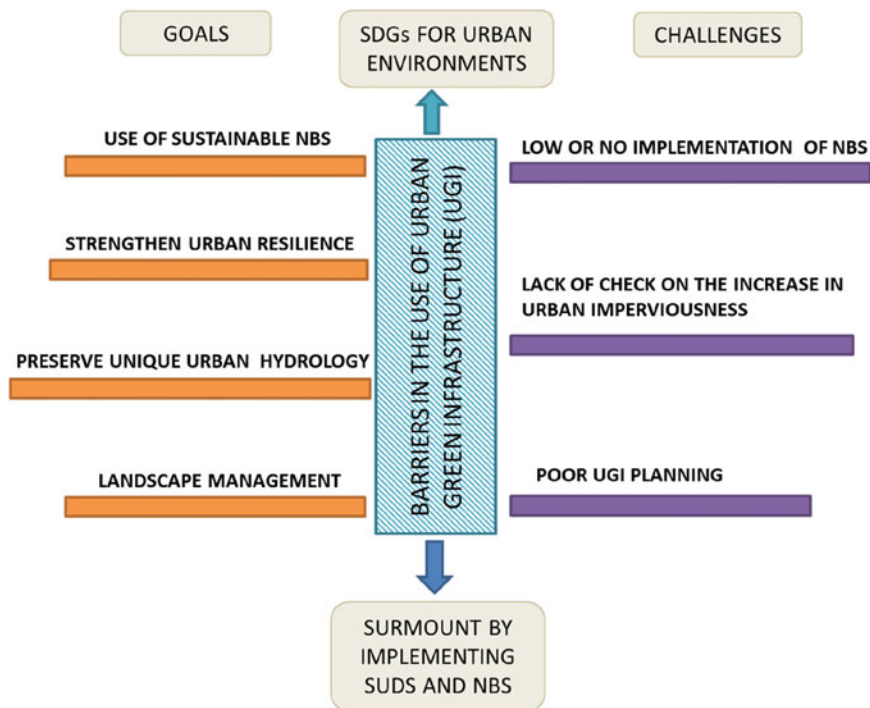 GOALS
SDGs FOR URBAN
ENVIRONMENTS
CHALLENGES
USE OF SUSTAINABLE NBS
STRENGTHEN URBAN RESILIENCE
PRESERVE UNIQUE URBAN HYDROLOGY
LANDSCAPE MANAGEMENT
BARRIERS IN THE USE OF URBAN
GREEN INFRASTRUCTURE (UGI)
LOW OR NO IMPLEMENTATION OF NBS
LACK OF CHECK ON THE INCREASE IN
URBAN IMPERVIOUSNESS
POOR UGI PLANNING
SURMOUNT BY
IMPLEMENTING
SUDS AND NBS